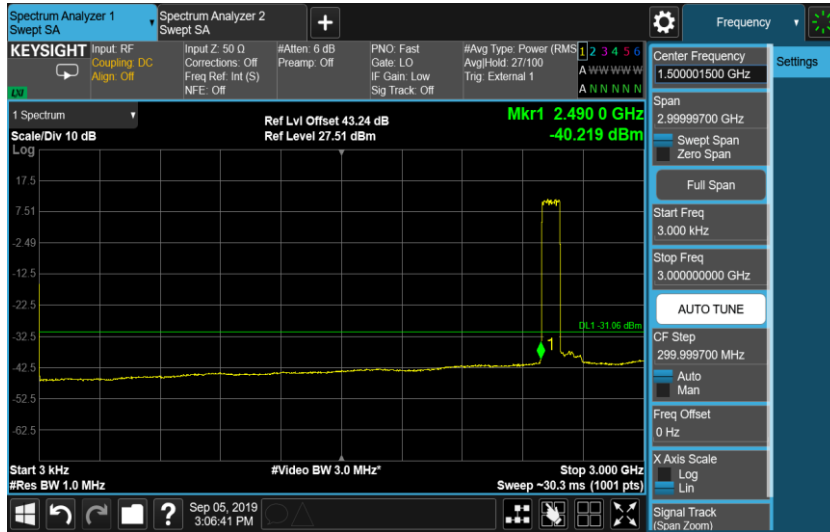 Spectrum Analyzer 1
Swept SA
Spectrum Analyzer 2
Swept SA
Frequency
KEYSIGHT
LXI
Input: RF
Coupling: DC
Align: Off
Input Z: 50 Ω
Corrections: Off
Freq Ref: Int (S)
NFE: Off
#Atten: 6 dB
Preamp: Off
PNO: Fast
Gate: LO
IF Gain: Low
Sig Track: Off
#Avg Type: Power (RMS
Avg|Hold: 27/100
Trig: External 1
1 2 3 4 5 6
A W W W W W
A N N N N N
1 Spectrum
Scale/Div 10 dB
Log
Ref Lvl Offset 43.24 dB
Ref Level 27.51 dBm
Mkr1 2.490 0 GHz
-40.219 dBm
17.5
7.51
-2.49
-12.5
-22.5
-32.5
-42.5
-52.5
-62.5
DL1 -31.06 dBm
1
Start 3 kHz
#Res BW 1.0 MHz
#Video BW 3.0 MHz*
Stop 3.000 GHz
Sweep ~30.3 ms (1001 pts)
Center Frequency
1.500001500 GHz
Settings
Span
2.99999700 GHz
Swept Span
Zero Span
Full Span
Start Freq
3.000 kHz
Stop Freq
3.000000000 GHz
AUTO TUNE
CF Step
299.999700 MHz
Auto
Man
Freq Offset
0 Hz
X Axis Scale
Log
Lin
Signal Track
(Span Zoom)
?
Sep 05, 2019
3:06:41 PM